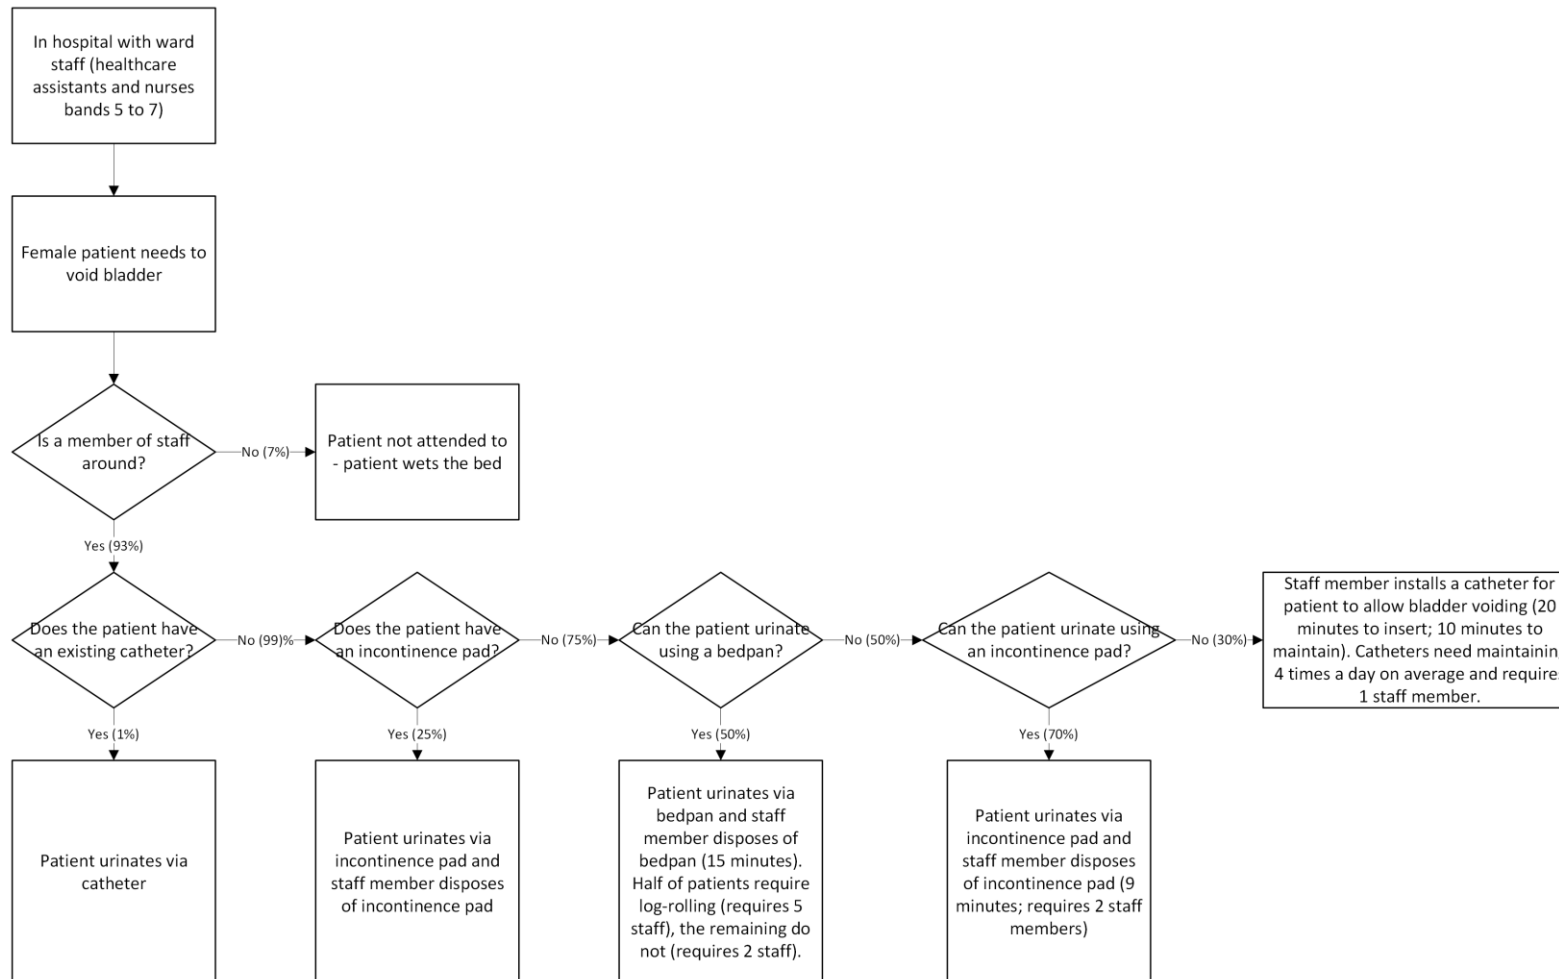 In hospital with ward
staff (healthcare
assistants and nurses
bands 5 to 7)
Female patient needs to
void bladder
Is a member of staff
around?
No (7%)
Patient not attended to
- patient wets the bed
Yes (93%)
Does the patient have
an existing catheter?
No (99)%
Does the patient have
an incontinence pad?
No (75%)
Can the patient urinate
using a bedpan?
No (50%)
Can the patient urinate using
an incontinence pad?
No (30%)
Staff member installs a catheter for
patient to allow bladder voiding (20
minutes to insert; 10 minutes to
maintain). Catheters need maintaining
4 times a day on average and requires
1 staff member.
Yes (1%)
Yes (25%)
Yes (50%)
Yes (70%)
Patient urinates via
catheter
Patient urinates via
incontinence pad and
staff member disposes
of incontinence pad
Patient urinates via
bedpan and staff
member disposes of
bedpan (15 minutes).
Half of patients require
log-rolling (requires 5
staff), the remaining do
not (requires 2 staff).
Patient urinates via
incontinence pad and
staff member disposes
of incontinence pad (9
minutes; requires 2 staff
members)